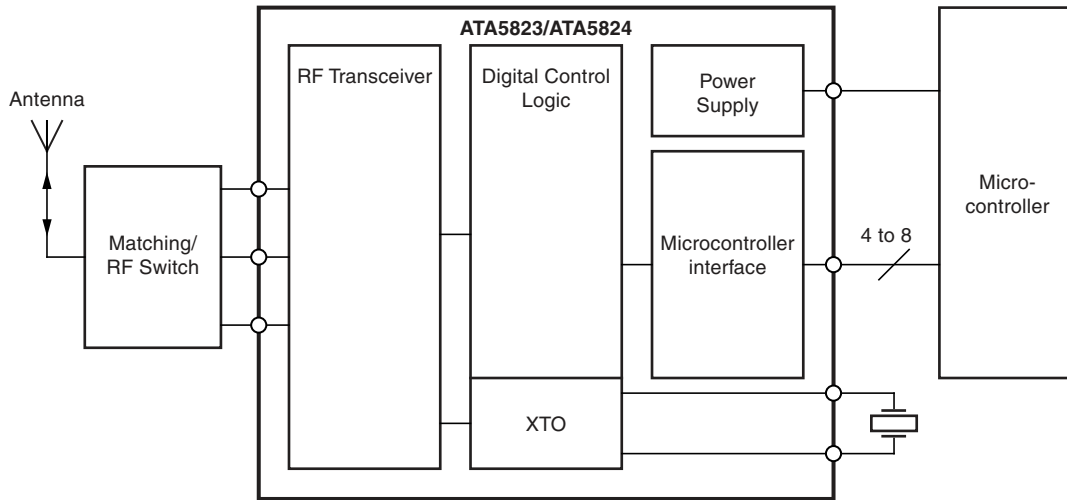 ATA5823/ATA5824
RF Transceiver
Digital Control
Logic
Power
Supply
Antenna
Matching/
RF Switch
Microcontroller
interface
4 to 8
Micro-
controller
XTO